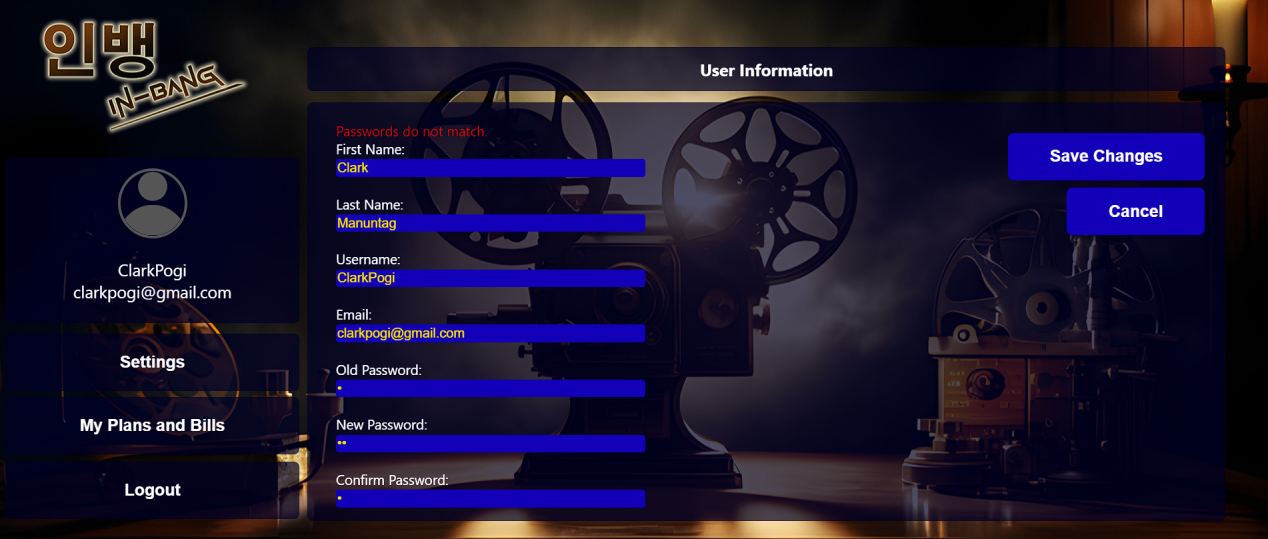 인뱅
IN-BANG
ClarkPogi
clarkpogi@gmail.com
Settings
My Plans and Bills
Logout
User Information
Passwords do not match.
First Name:
Clark
Last Name:
Manuntag
Username:
ClarkPogi
Email:
clarkpogi@gmail.com
Old Password:
•
New Password:
••
Confirm Password:
•
Save Changes
Cancel